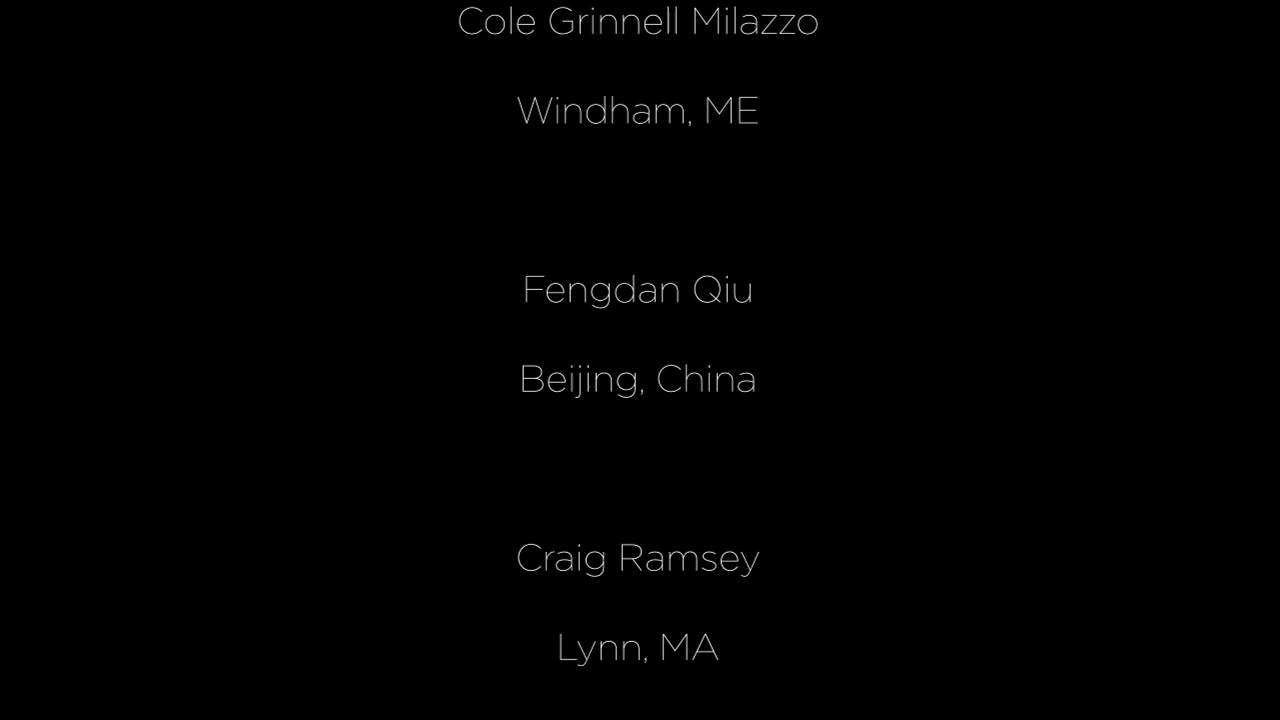 Cole Grinnell Milazzo
Windham, ME
Fengdan Qiu
Beijing, China
Craig Ramsey
Lynn, MA